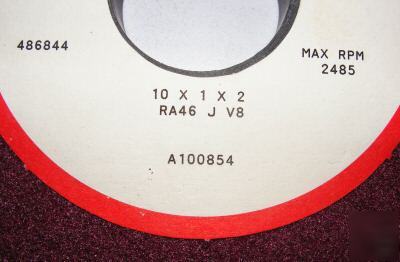 486844
MAX RPM
2485
10 X 1 X 2
RA46 J V8
A100854